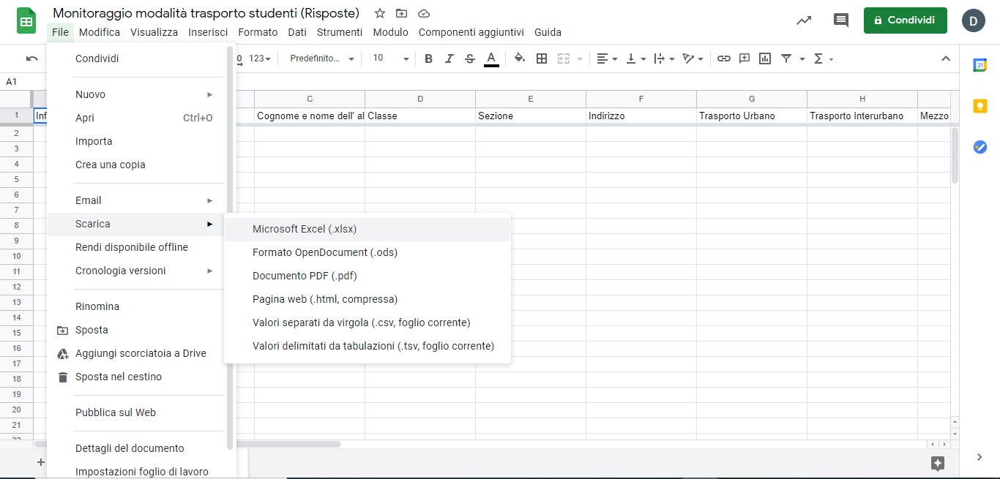 Monitoraggio modalità trasporto studenti (Risposte)
File Modifica Visualizza Inserisci Formato Dati Strumenti Modulo Componenti aggiuntivi Guida
Condividi
D
123 Predefinito... 10 B I S A
A1
C D E F G H
1 Inf Cognome e nome dell' al Classe Sezione Indirizzo Trasporto Urbano Trasporto Interurbano Mezzo
2
3
4
5
6
7
8
9
10
11
12
13
14
15
16
17
18
19
20
21
22
Condividi
Nuovo
Apri Ctrl+O
Importa
Crea una copia
Email
Scarica
Rendi disponibile offline
Cronologia versioni
Rinomina
Sposta
Aggiungi scorciatoia a Drive
Sposta nel cestino
Pubblica sul Web
Dettagli del documento
Impostazioni foglio di lavoro
Microsoft Excel (.xlsx)
Formato OpenDocument (.ods)
Documento PDF (.pdf)
Pagina web (.html, compressa)
Valori separati da virgola (.csv, foglio corrente)
Valori delimitati da tabulazioni (.tsv, foglio corrente)
31